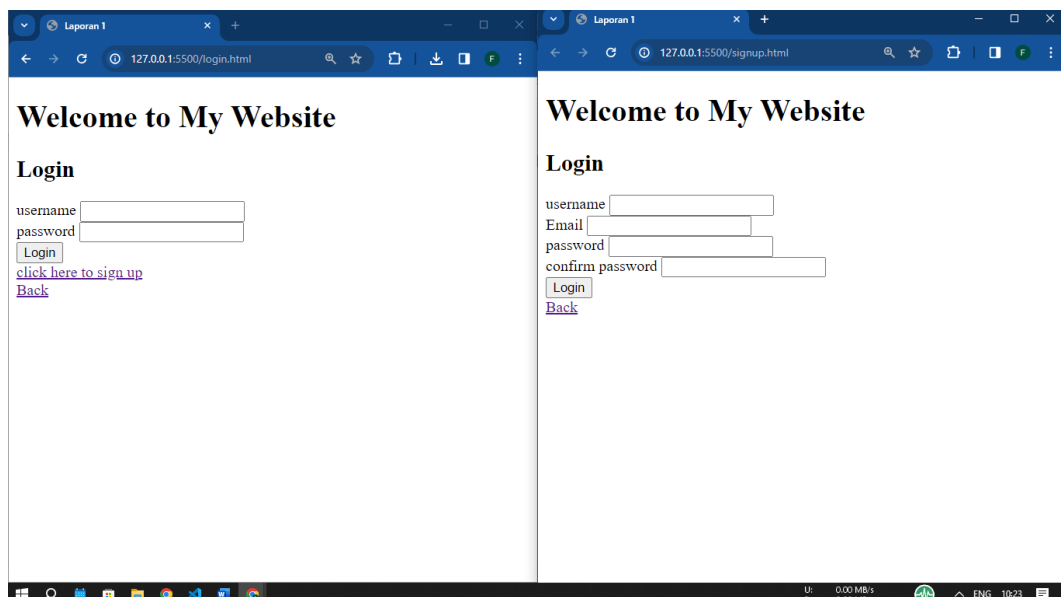 Laporan 1
127.0.0.1:5500/login.html
F
Welcome to My Website
Login
username
password
Login
click here to sign up
Back
Laporan 1
127.0.0.1:5500/signup.html
F
Welcome to My Website
Login
username
Email
password
confirm password
Login
Back
U: 0.00 MB/s
ENG 10:23